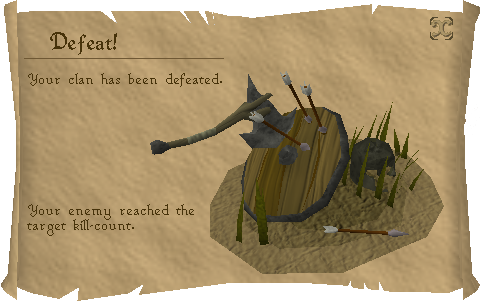 Defeat!
Your clan has been defeated.
Your enemy reached the
target kill-count.